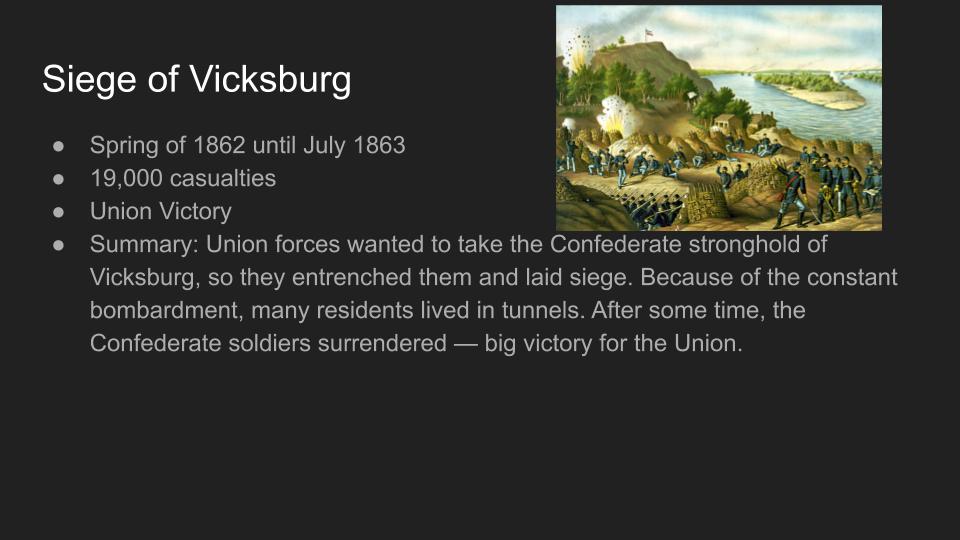 Siege of Vicksburg
● Spring of 1862 until July 1863
● 19,000 casualties
● Union Victory
● Summary: Union forces wanted to take the Confederate stronghold of
Vicksburg, so they entrenched them and laid siege. Because of the constant
bombardment, many residents lived in tunnels. After some time, the
Confederate soldiers surrendered — big victory for the Union.